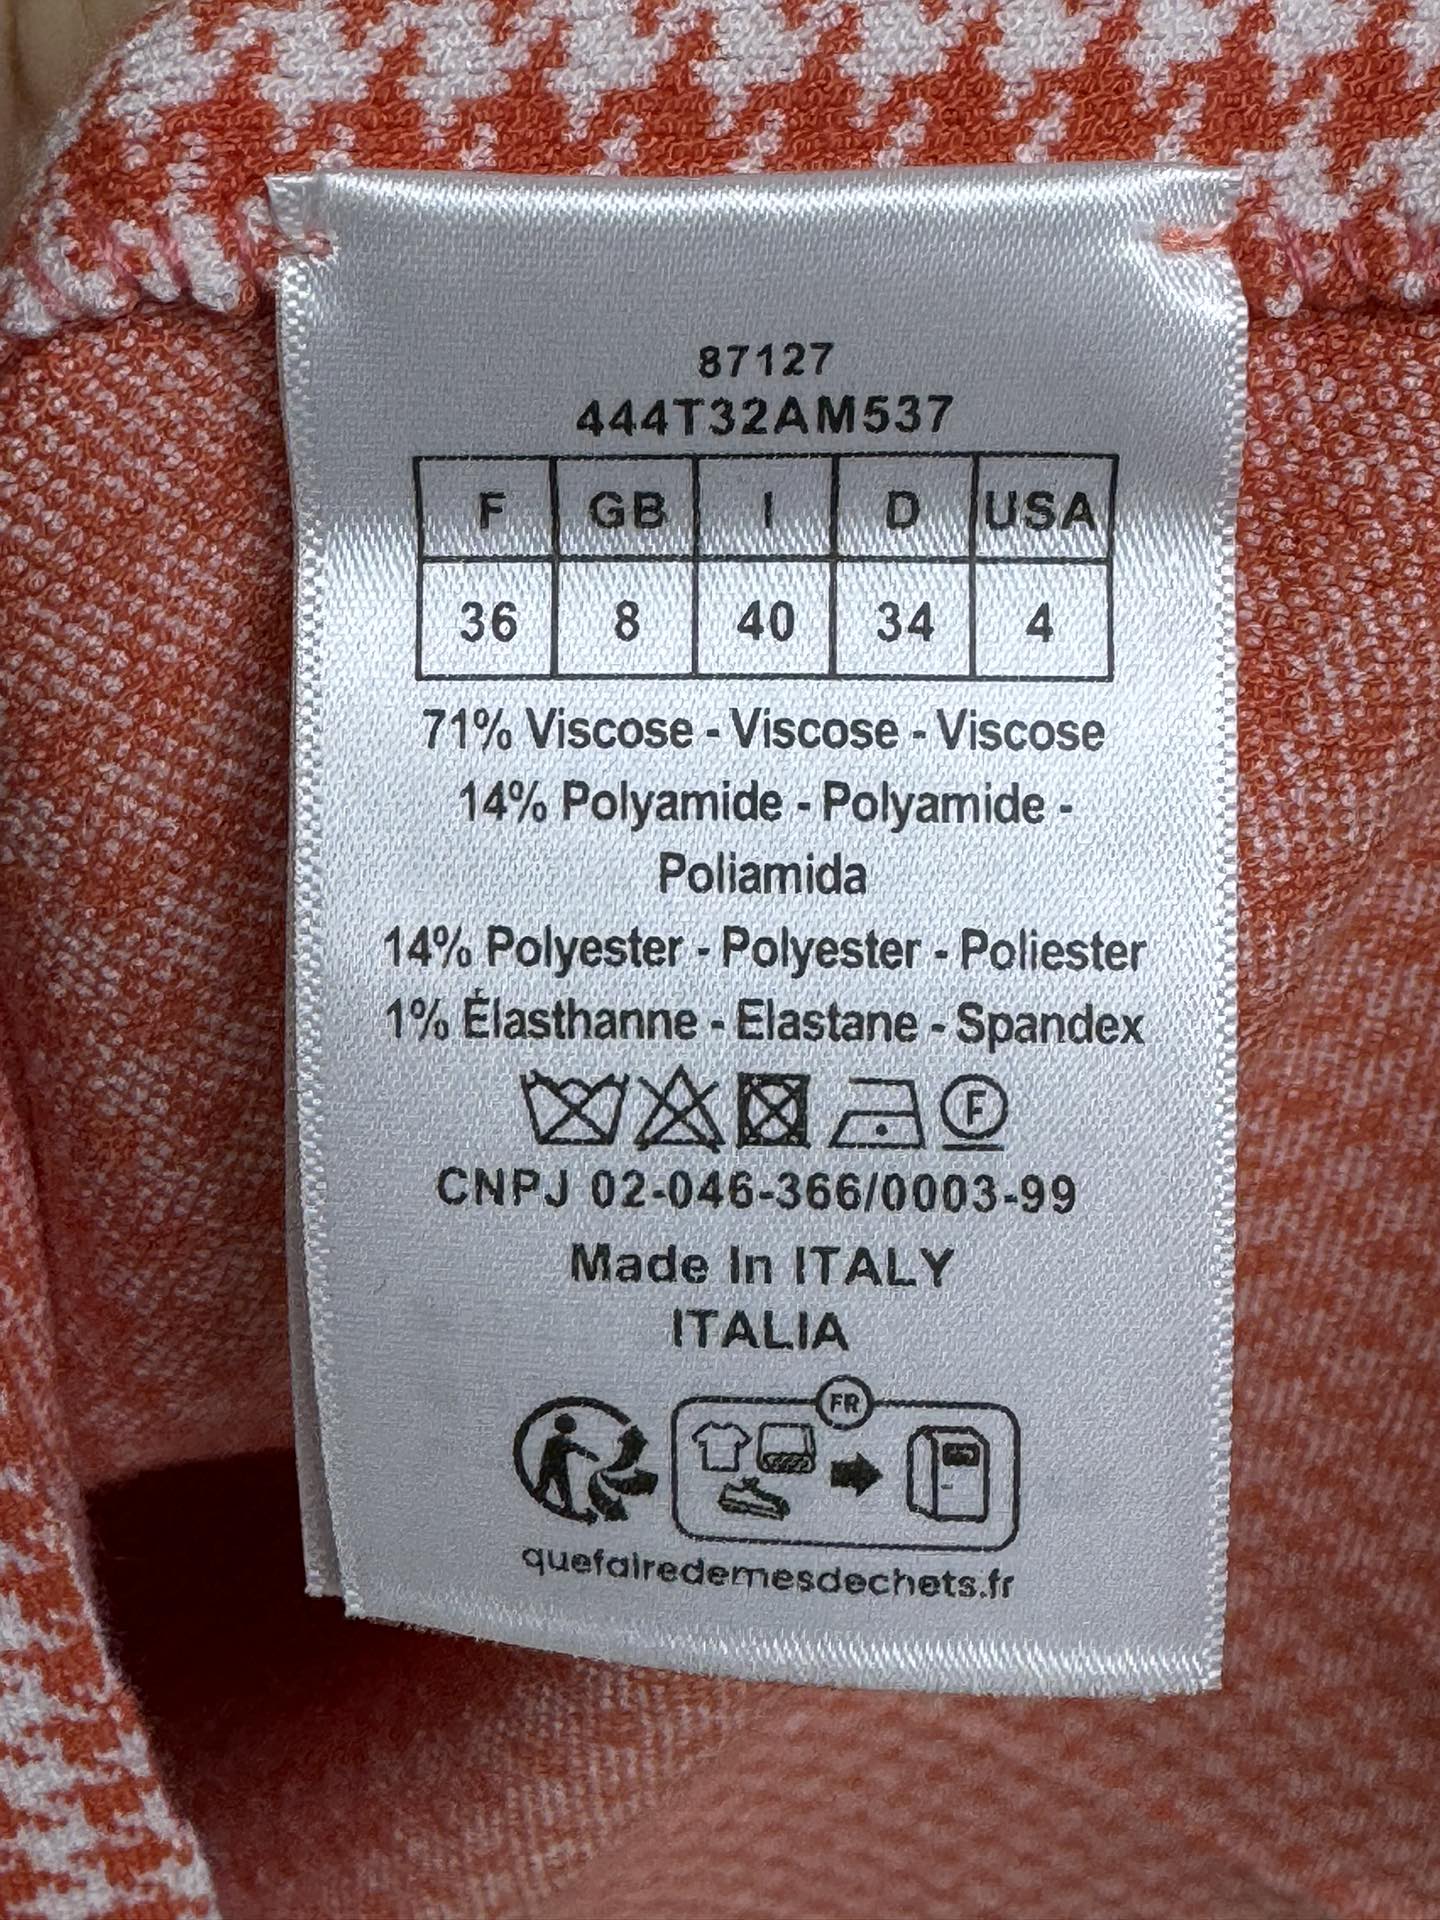 87127
444T32AM537
F GB I D USA
36 8 40 34 4
71% Viscose - Viscose - Viscose
14% Polyamide - Polyamide -
Poliamida
14% Polyester - Polyester - Poliester
1% Élasthanne - Elastane - Spandex
F
CNPJ 02-046-366/0003-99
Made In ITALY
ITALIA
FR
quefairedemesdechets.fr